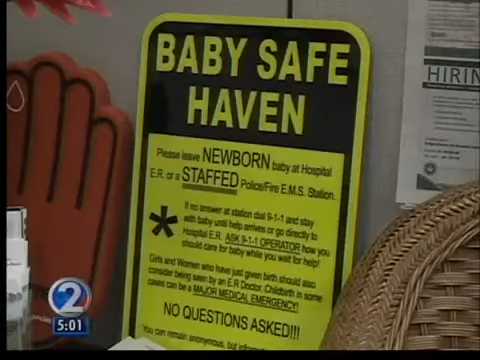 BABY SAFE
HAVEN
Please leave NEWBORN baby at Hospital
E.R. or a STAFFED Police/Fire E.M.S. Station.
* If no answer at station dial 9-1-1 and stay
with baby until help arrives or go directly to
Hospital E.R. ASK 9-1-1 OPERATOR how you
should care for baby while you wait for help!
Girls and Women who have just given birth should also
consider being seen by an E.R Doctor. Childbirth in some
cases can be a MAJOR MEDICAL EMERGENCY!
NO QUESTIONS ASKED!!!
You can remain anonymous, but
HIRIN
2
5:01